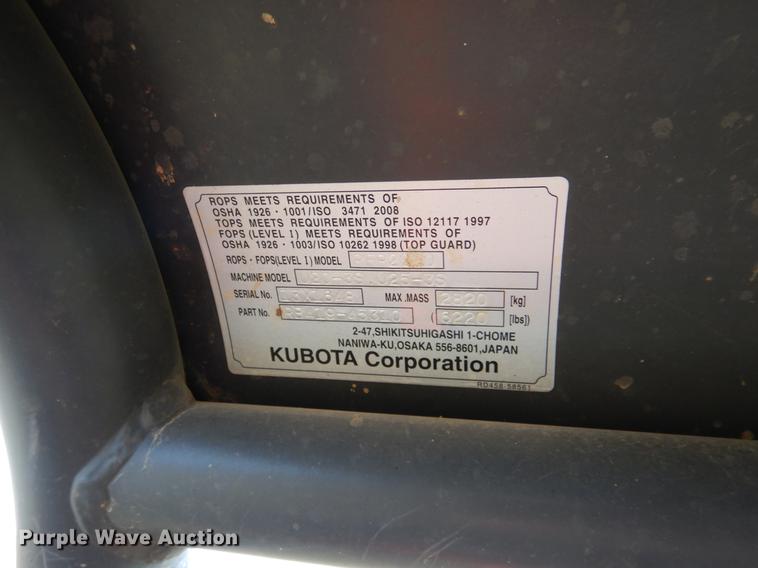 ROPS MEETS REQUIREMENTS OF
OSHA 1926・1001/ISO 3471 2008
TOPS MEETS REQUIREMENTS OF ISO 12117 1997
FOPS (LEVEL I) MEETS REQUIREMENTS OF
OSHA 1926・1003/ISO 10262 1998 (TOP GUARD)
ROPS・FOPS(LEVEL I) MODEL
MACHINE MODEL
SERIAL No. MAX.MASS 2820 [kg]
PART No. (6220) [lbs]
2-47,SHIKITSUHIGASHI 1-CHOME
NANIWA-KU,OSAKA 556-8601,JAPAN
KUBOTA Corporation
RD458-58561
Purple Wave Auction